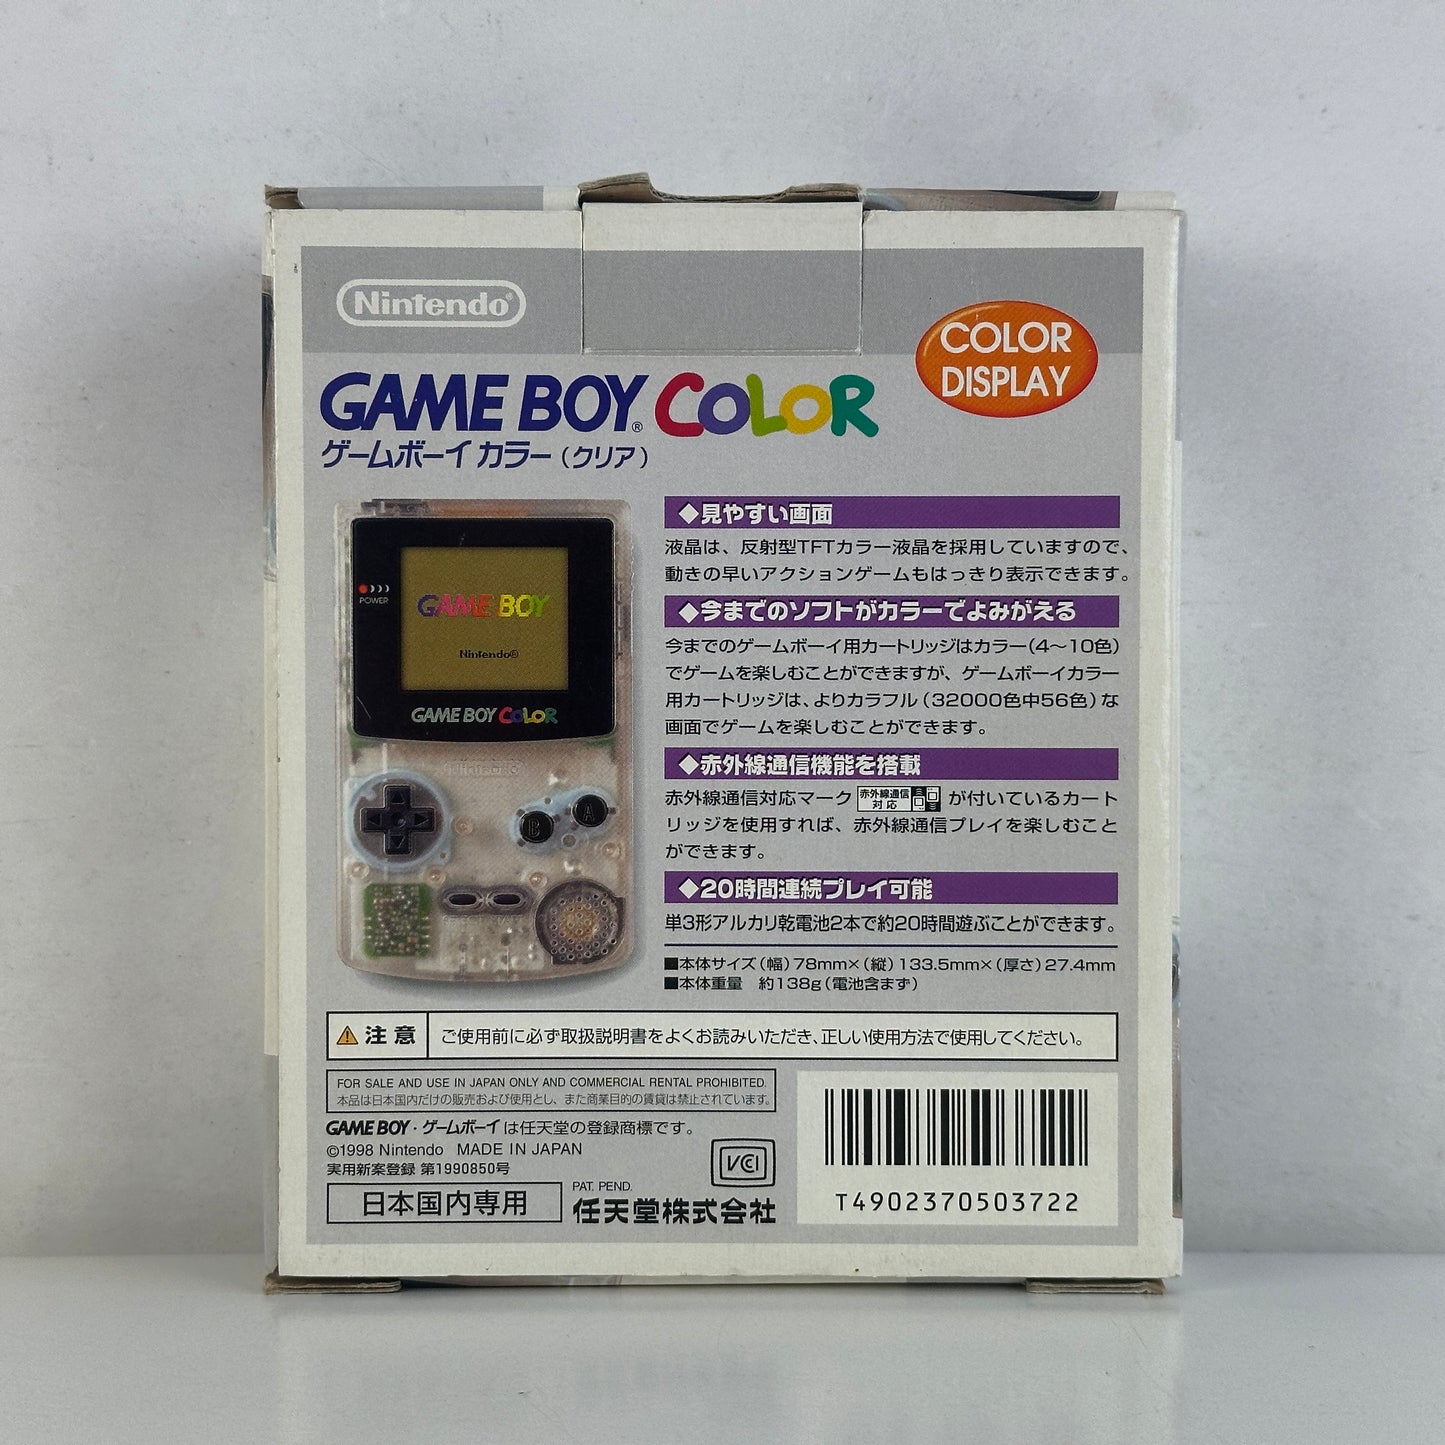 Nintendo®
COLOR
DISPLAY
GAME BOY® COLOR
ゲームボーイ カラー（クリア）
POWER
GAME BOY
Nintendo®
GAME BOY COLOR
Nintendo
B
A
◆見やすい画面
液晶は、反射型TFTカラー液晶を採用していますので、
動きの早いアクションゲームもはっきり表示できます。
◆今までのソフトがカラーでよみがえる
今までのゲームボーイ用カートリッジはカラー（4〜10色）
でゲームを楽しむことができますが、ゲームボーイカラー
用カートリッジは、よりカラフル（32000色中56色）な
画面でゲームを楽しむことができます。
◆赤外線通信機能を搭載
赤外線通信対応マーク 赤外線通信 対応 が付いているカート
リッジを使用すれば、赤外線通信プレイを楽しむこと
ができます。
◆20時間連続プレイ可能
単3形アルカリ乾電池2本で約20時間遊ぶことができます。
■本体サイズ（幅）78mm×（縦）133.5mm×（厚さ）27.4mm
■本体重量 約138g（電池含まず）
注意 ご使用前に必ず取扱説明書をよくお読みいただき、正しい使用方法で使用してください。
FOR SALE AND USE IN JAPAN ONLY AND COMMERCIAL RENTAL PROHIBITED.
本品は日本国内だけの販売および使用とし、また商業目的の賃貸は禁止されています。
GAME BOY・ゲームボーイは任天堂の登録商標です。
©1998 Nintendo MADE IN JAPAN
実用新案登録 第1990850号
VCCI
PAT. PEND.
日本国内専用
任天堂株式会社
T4902370503722